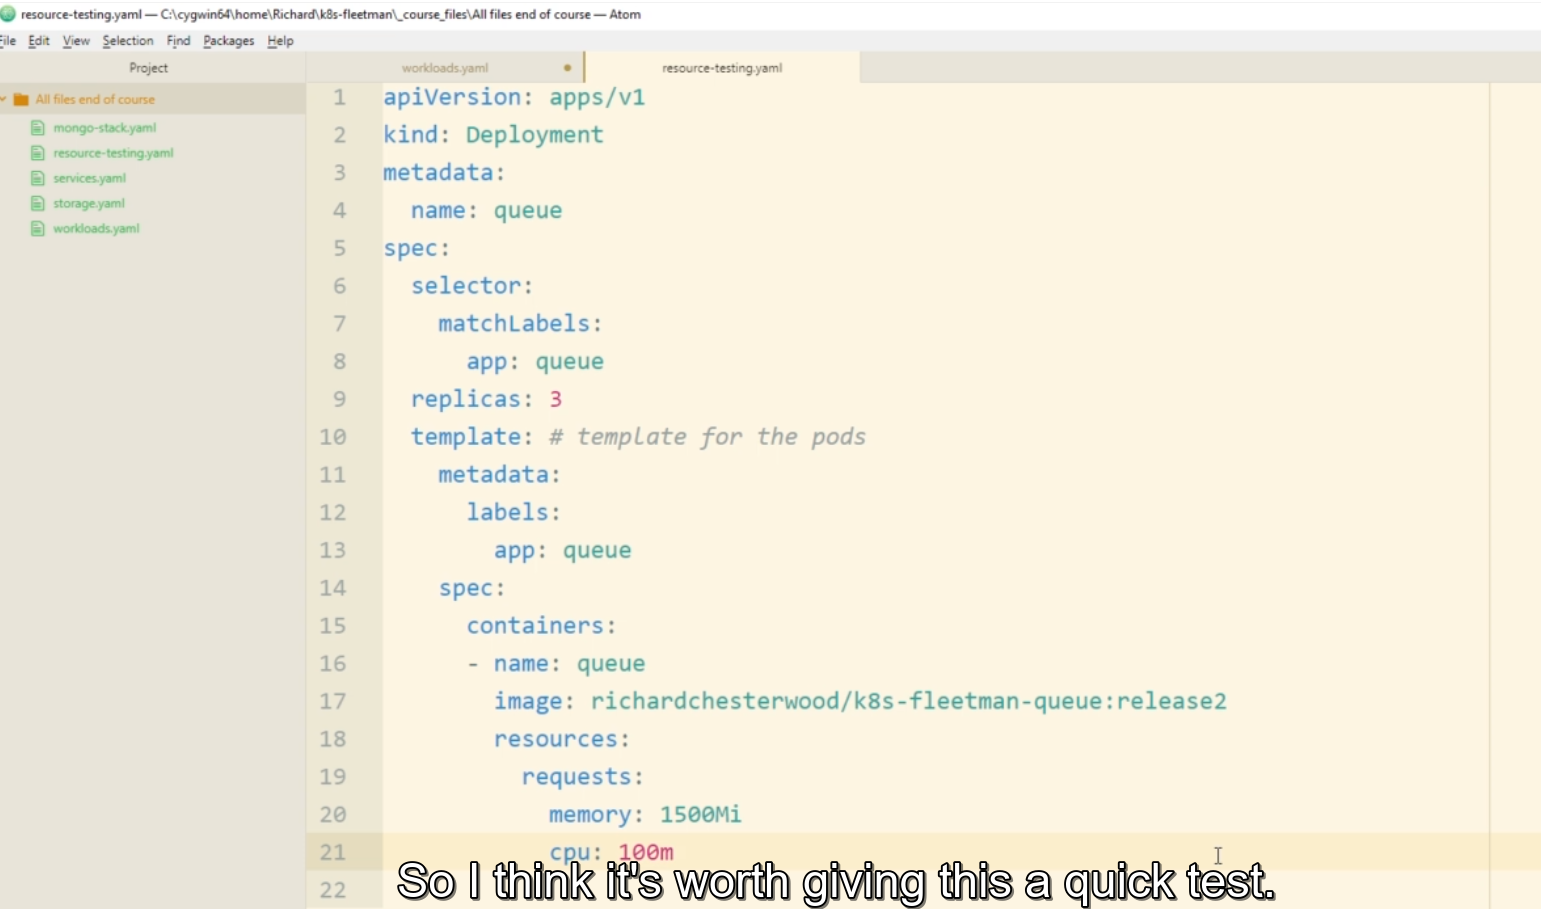 resource-testing.yaml — C:\cygwin64\home\Richard\k8s-fleetman\_course_files\All files end of course — Atom
File Edit View Selection Find Packages Help
Project
workloads.yaml
resource-testing.yaml
All files end of course
mongo-stack.yaml
resource-testing.yaml
services.yaml
storage.yaml
workloads.yaml
1 apiVersion: apps/v1
2 kind: Deployment
3 metadata:
4   name: queue
5 spec:
6   selector:
7     matchLabels:
8       app: queue
9   replicas: 3
10   template: # template for the pods
11     metadata:
12       labels:
13         app: queue
14     spec:
15       containers:
16       - name: queue
17         image: richardchesterwood/k8s-fleetman-queue:release2
18         resources:
19           requests:
20             memory: 1500Mi
21             cpu: 100m
22
So I think it's worth giving this a quick test.